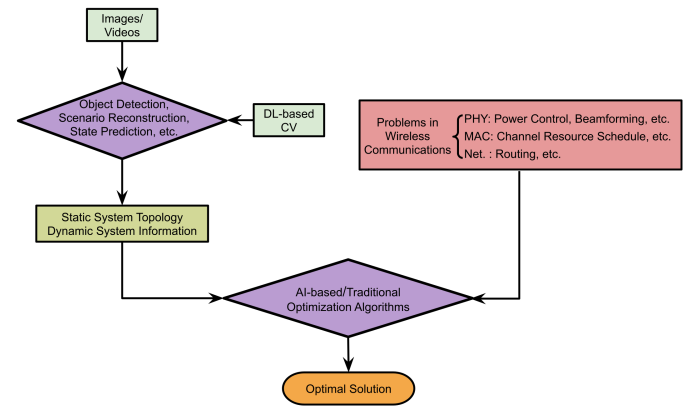 Images/
Videos
Object Detection,
Scenario Reconstruction,
State Prediction, etc.
DL-based
CV
Problems in
Wireless
Communications
PHY: Power Control, Beamforming, etc.
MAC: Channel Resource Schedule, etc.
Net. : Routing, etc.
Static System Topology
Dynamic System Information
AI-based/Traditional
Optimization Algorithms
Optimal Solution